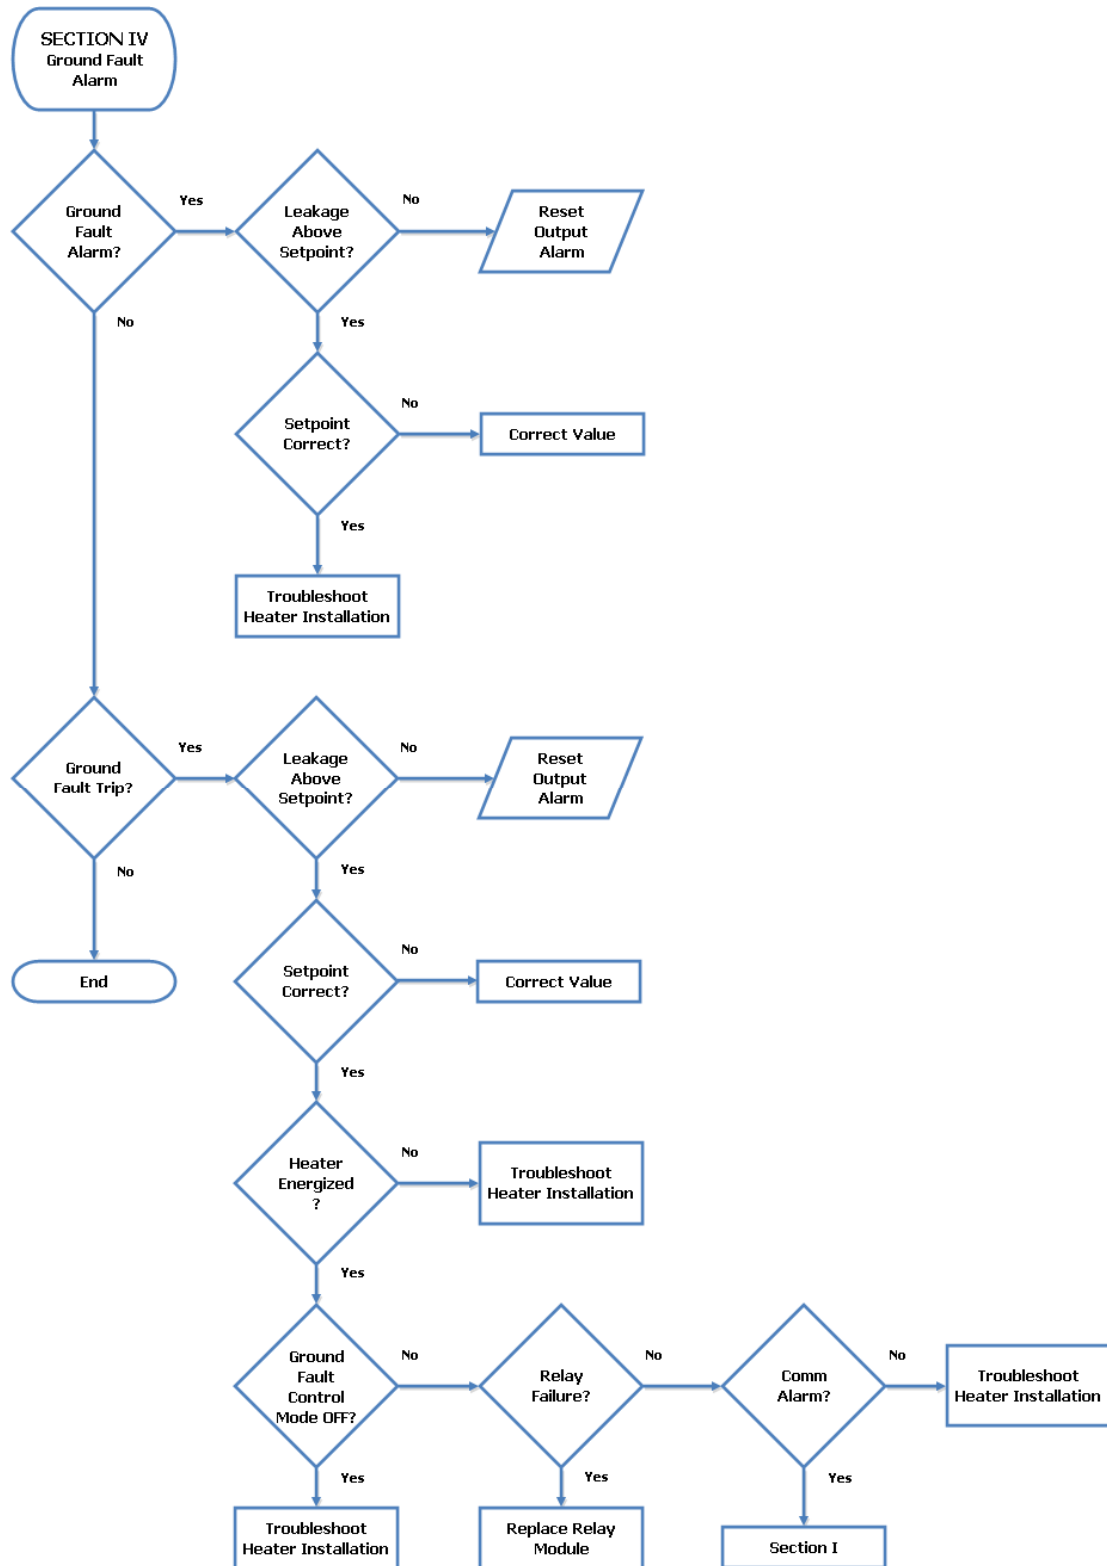 SECTION IV
Ground Fault
Alarm
Ground
Fault
Alarm?
Yes
Leakage
Above
Setpoint?
No
Reset
Output
Alarm
No
Yes
Setpoint
Correct?
No
Correct Value
Yes
Troubleshoot
Heater Installation
Ground
Fault Trip?
Yes
Leakage
Above
Setpoint?
No
Reset
Output
Alarm
No
Yes
End
Setpoint
Correct?
No
Correct Value
Yes
Heater
Energized
?
No
Troubleshoot
Heater Installation
Yes
Ground
Fault
Control
Mode OFF?
No
Relay
Failure?
No
Comm
Alarm?
No
Troubleshoot
Heater Installation
Yes
Yes
Yes
Troubleshoot
Heater Installation
Replace Relay
Module
Section I